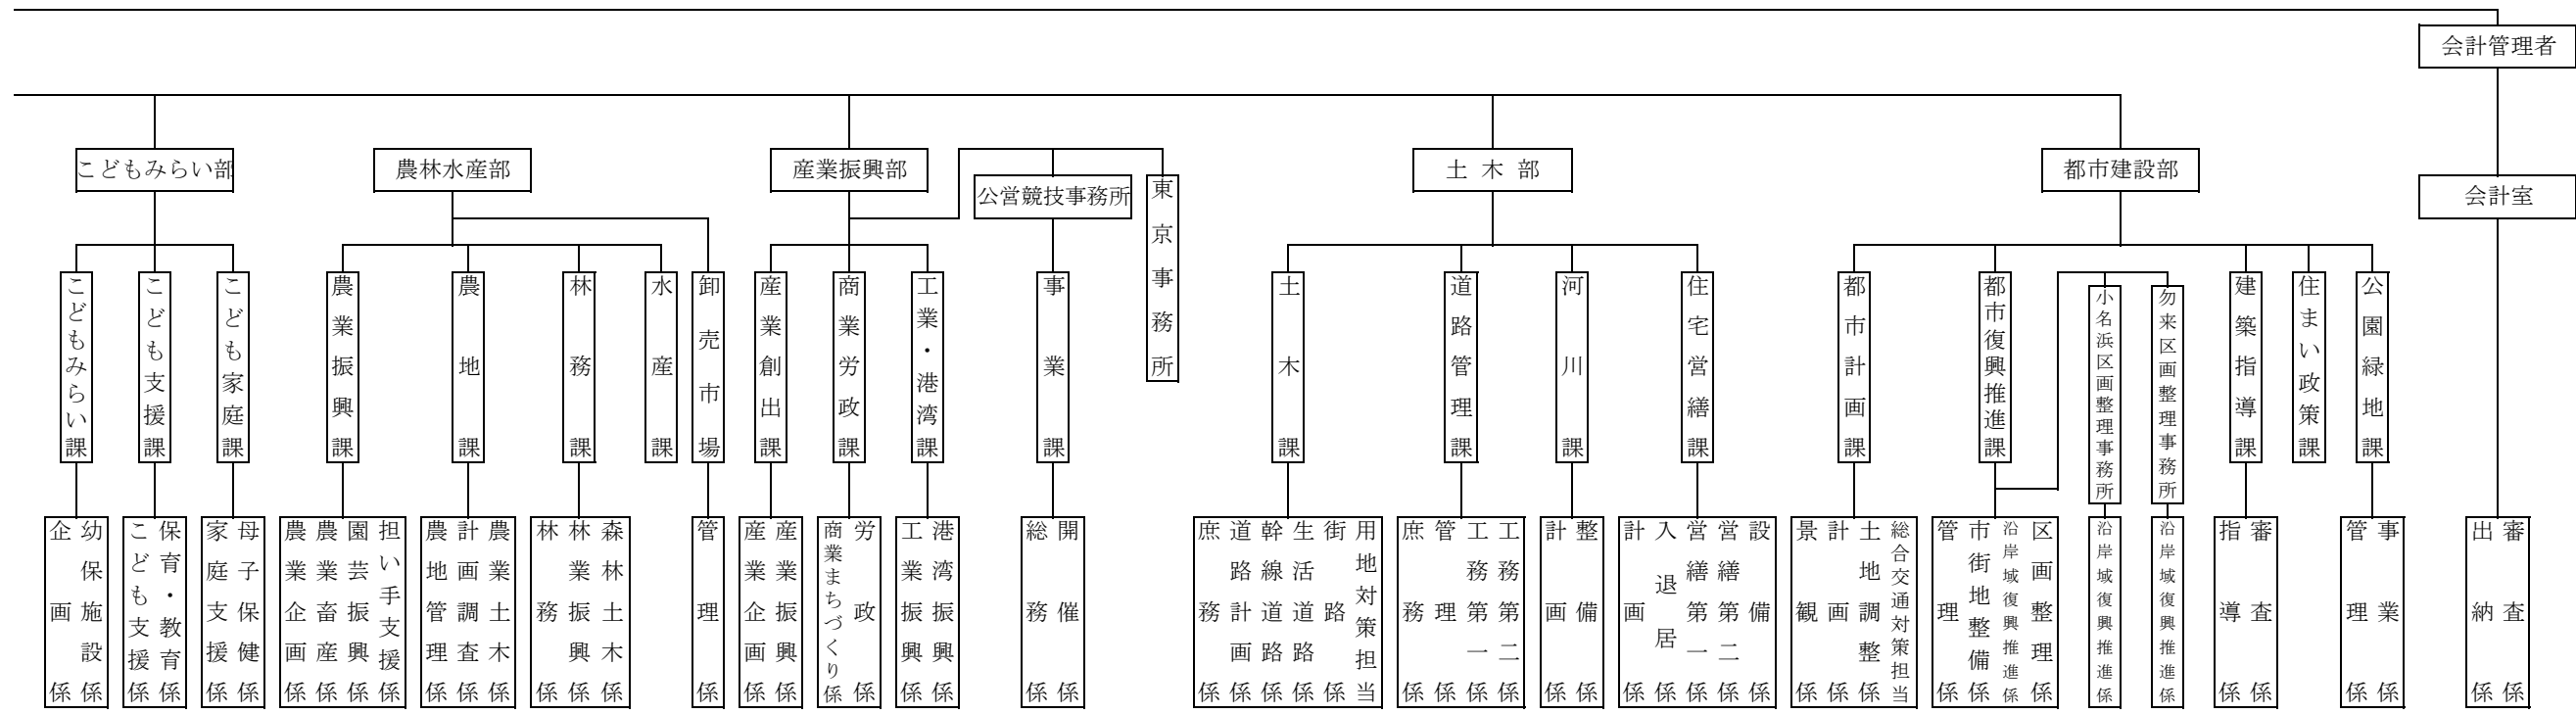 会計管理者
こどもみらい部
農林水産部
産業振興部
公営競技事務所
東京事務所
土木部
都市建設部
会計室
こどもみらい課
こども支援課
こども家庭課
農業振興課
農地課
林務課
水産課
卸売市場
産業創出課
商業労政課
工業・港湾課
事業課
土木課
道路管理課
河川課
住宅営繕課
都市計画課
都市復興推進課
小名浜区画整理事務所
勿来区画整理事務所
建築指導課
住まい政策課
公園緑地課
企画係
幼保施設係
こども支援係
保育・教育係
家庭支援係
母子保健係
農業企画係
農業畜産係
園芸振興係
担い手支援係
農地管理係
計画調査係
農業土木係
林務係
林業振興係
森林土木係
管理係
産業企画係
産業振興係
商業まちづくり係
労政係
工業振興係
港湾振興係
総務係
開催係
庶務係
道路計画係
幹線道路係
生活道路係
街路係
用地対策担当
庶務係
管理係
工務第一係
工務第二係
計画係
整備係
計画係
入退居係
営繕第一係
営繕第二係
設備係
景観係
計画係
土地調整係
総合交通対策担当
管理係
市街地整備係
沿岸域復興推進係
区画整理係
沿岸域復興推進係
沿岸域復興推進係
指導係
審査係
管理係
事業係
出納係
審査係